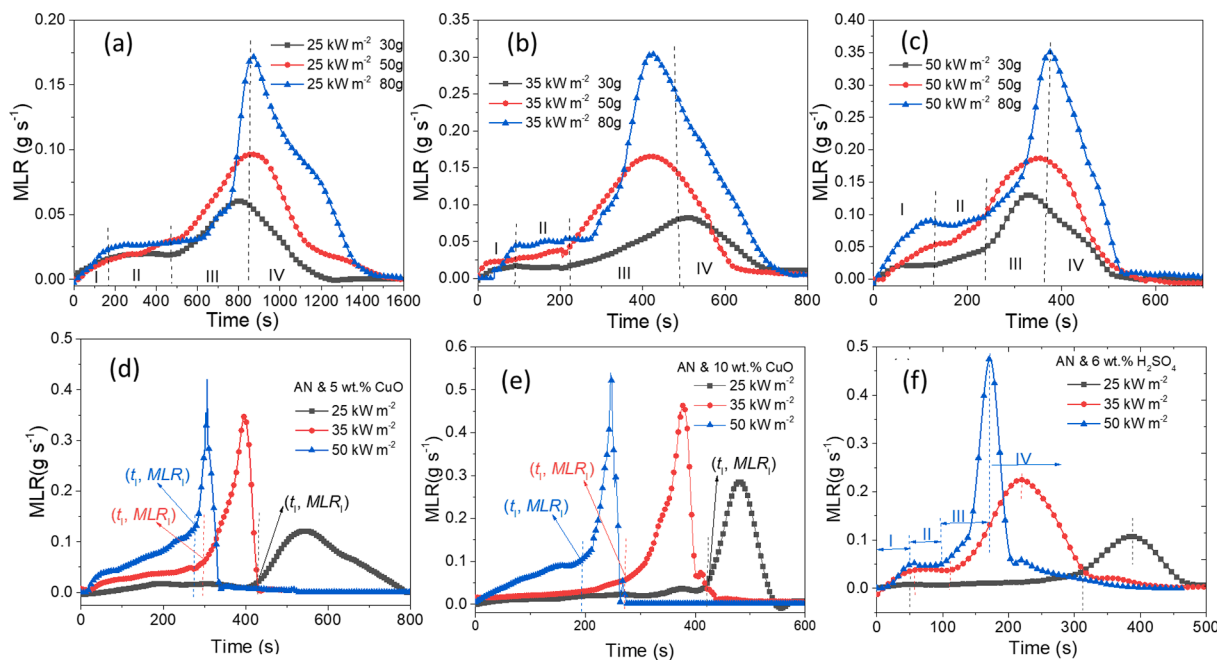 (a)
25 kW m⁻² 30g
25 kW m⁻² 50g
25 kW m⁻² 80g
0.20
0.15
0.10
0.05
0.00
MLR (g s⁻¹)
I II III IV
0 200 400 600 800 1000 1200 1400 1600
Time (s)
(b)
35 kW m⁻² 30g
35 kW m⁻² 50g
35 kW m⁻² 80g
0.35
0.30
0.25
0.20
0.15
0.10
0.05
0.00
MLR (g s⁻¹)
I II III IV
0 200 400 600 800
Time (s)
(c)
50 kW m⁻² 30g
50 kW m⁻² 50g
50 kW m⁻² 80g
0.35
0.30
0.25
0.20
0.15
0.10
0.05
0.00
MLR (g s⁻¹)
I II III IV
0 200 400 600
Time (s)
(d)
AN & 5 wt.% CuO
25 kW m⁻²
35 kW m⁻²
50 kW m⁻²
(tᵢ, MLRᵢ)
(tᵢ, MLRᵢ)
(tᵢ, MLRᵢ)
0.5
0.4
0.3
0.2
0.1
0.0
MLR(g s⁻¹)
0 100 200 300 400 500 600 700 800
Time (s)
(e)
AN & 10 wt.% CuO
25 kW m⁻²
35 kW m⁻²
50 kW m⁻²
(tᵢ, MLRᵢ)
(tᵢ, MLRᵢ)
(tᵢ, MLRᵢ)
0.6
0.5
0.4
0.3
0.2
0.1
0.0
MLR(g s⁻¹)
0 100 200 300 400 500 600
Time (s)
(f)
AN & 6 wt.% H₂SO₄
25 kW m⁻²
35 kW m⁻²
50 kW m⁻²
I II III IV
0.5
0.4
0.3
0.2
0.1
0.0
MLR(g s⁻¹)
0 100 200 300 400 500
Time (s)